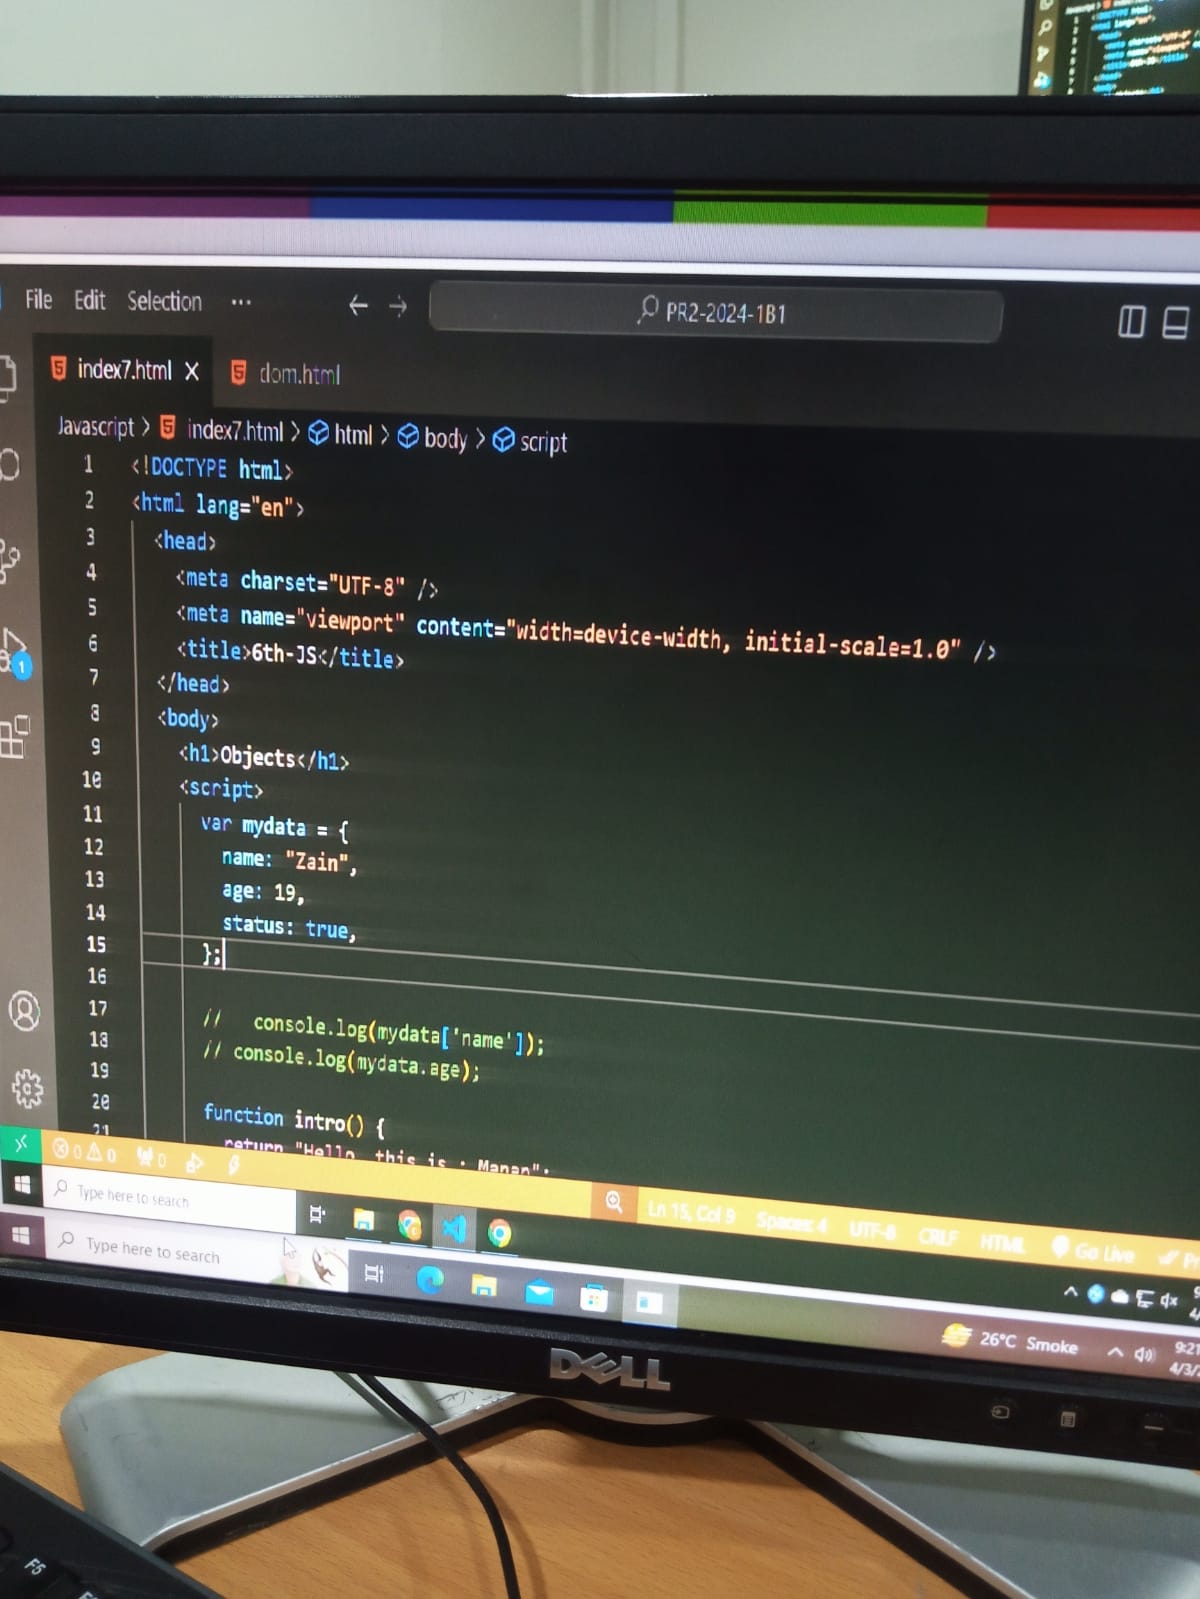 File Edit Selection ... PR2-2024-1B1
index7.html X dom.html
Javascript > index7.html > html > body > script
1 <!DOCTYPE html>
2 <html lang="en">
3 <head>
4 <meta charset="UTF-8" />
5 <meta name="viewport" content="width=device-width, initial-scale=1.0" />
6 <title>6th-JS</title>
7 </head>
8 <body>
9 <h1>Objects</h1>
10 <script>
11 var mydata = {
12 name: "Zain",
13 age: 19,
14 status: true,
15 };
16
17 // console.log(mydata['name']);
18 // console.log(mydata.age);
19
20 function intro() {
21 return "Hello, this is : Manan";
1
0 0 0
Ln 15, Col 9 Spaces: 4 UTF-8 CRLF HTML Go Live
Type here to search
Type here to search
26°C Smoke 9:21
4/3/2
DELL
F5